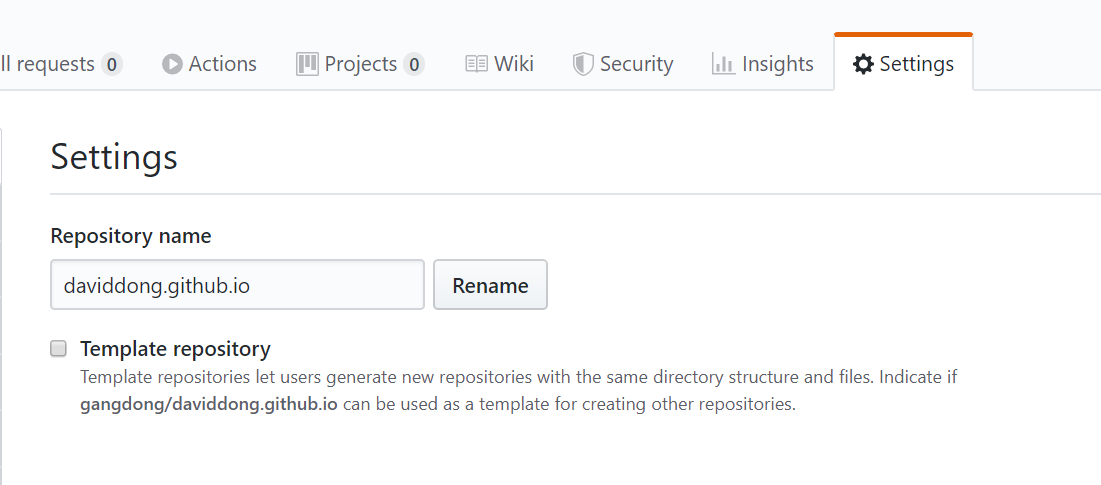 ll requests 0 Actions Projects 0 Wiki Security Insights Settings
Settings
Repository name
daviddong.github.io Rename
Template repository
Template repositories let users generate new repositories with the same directory structure and files. Indicate if
gangdong/daviddong.github.io can be used as a template for creating other repositories.